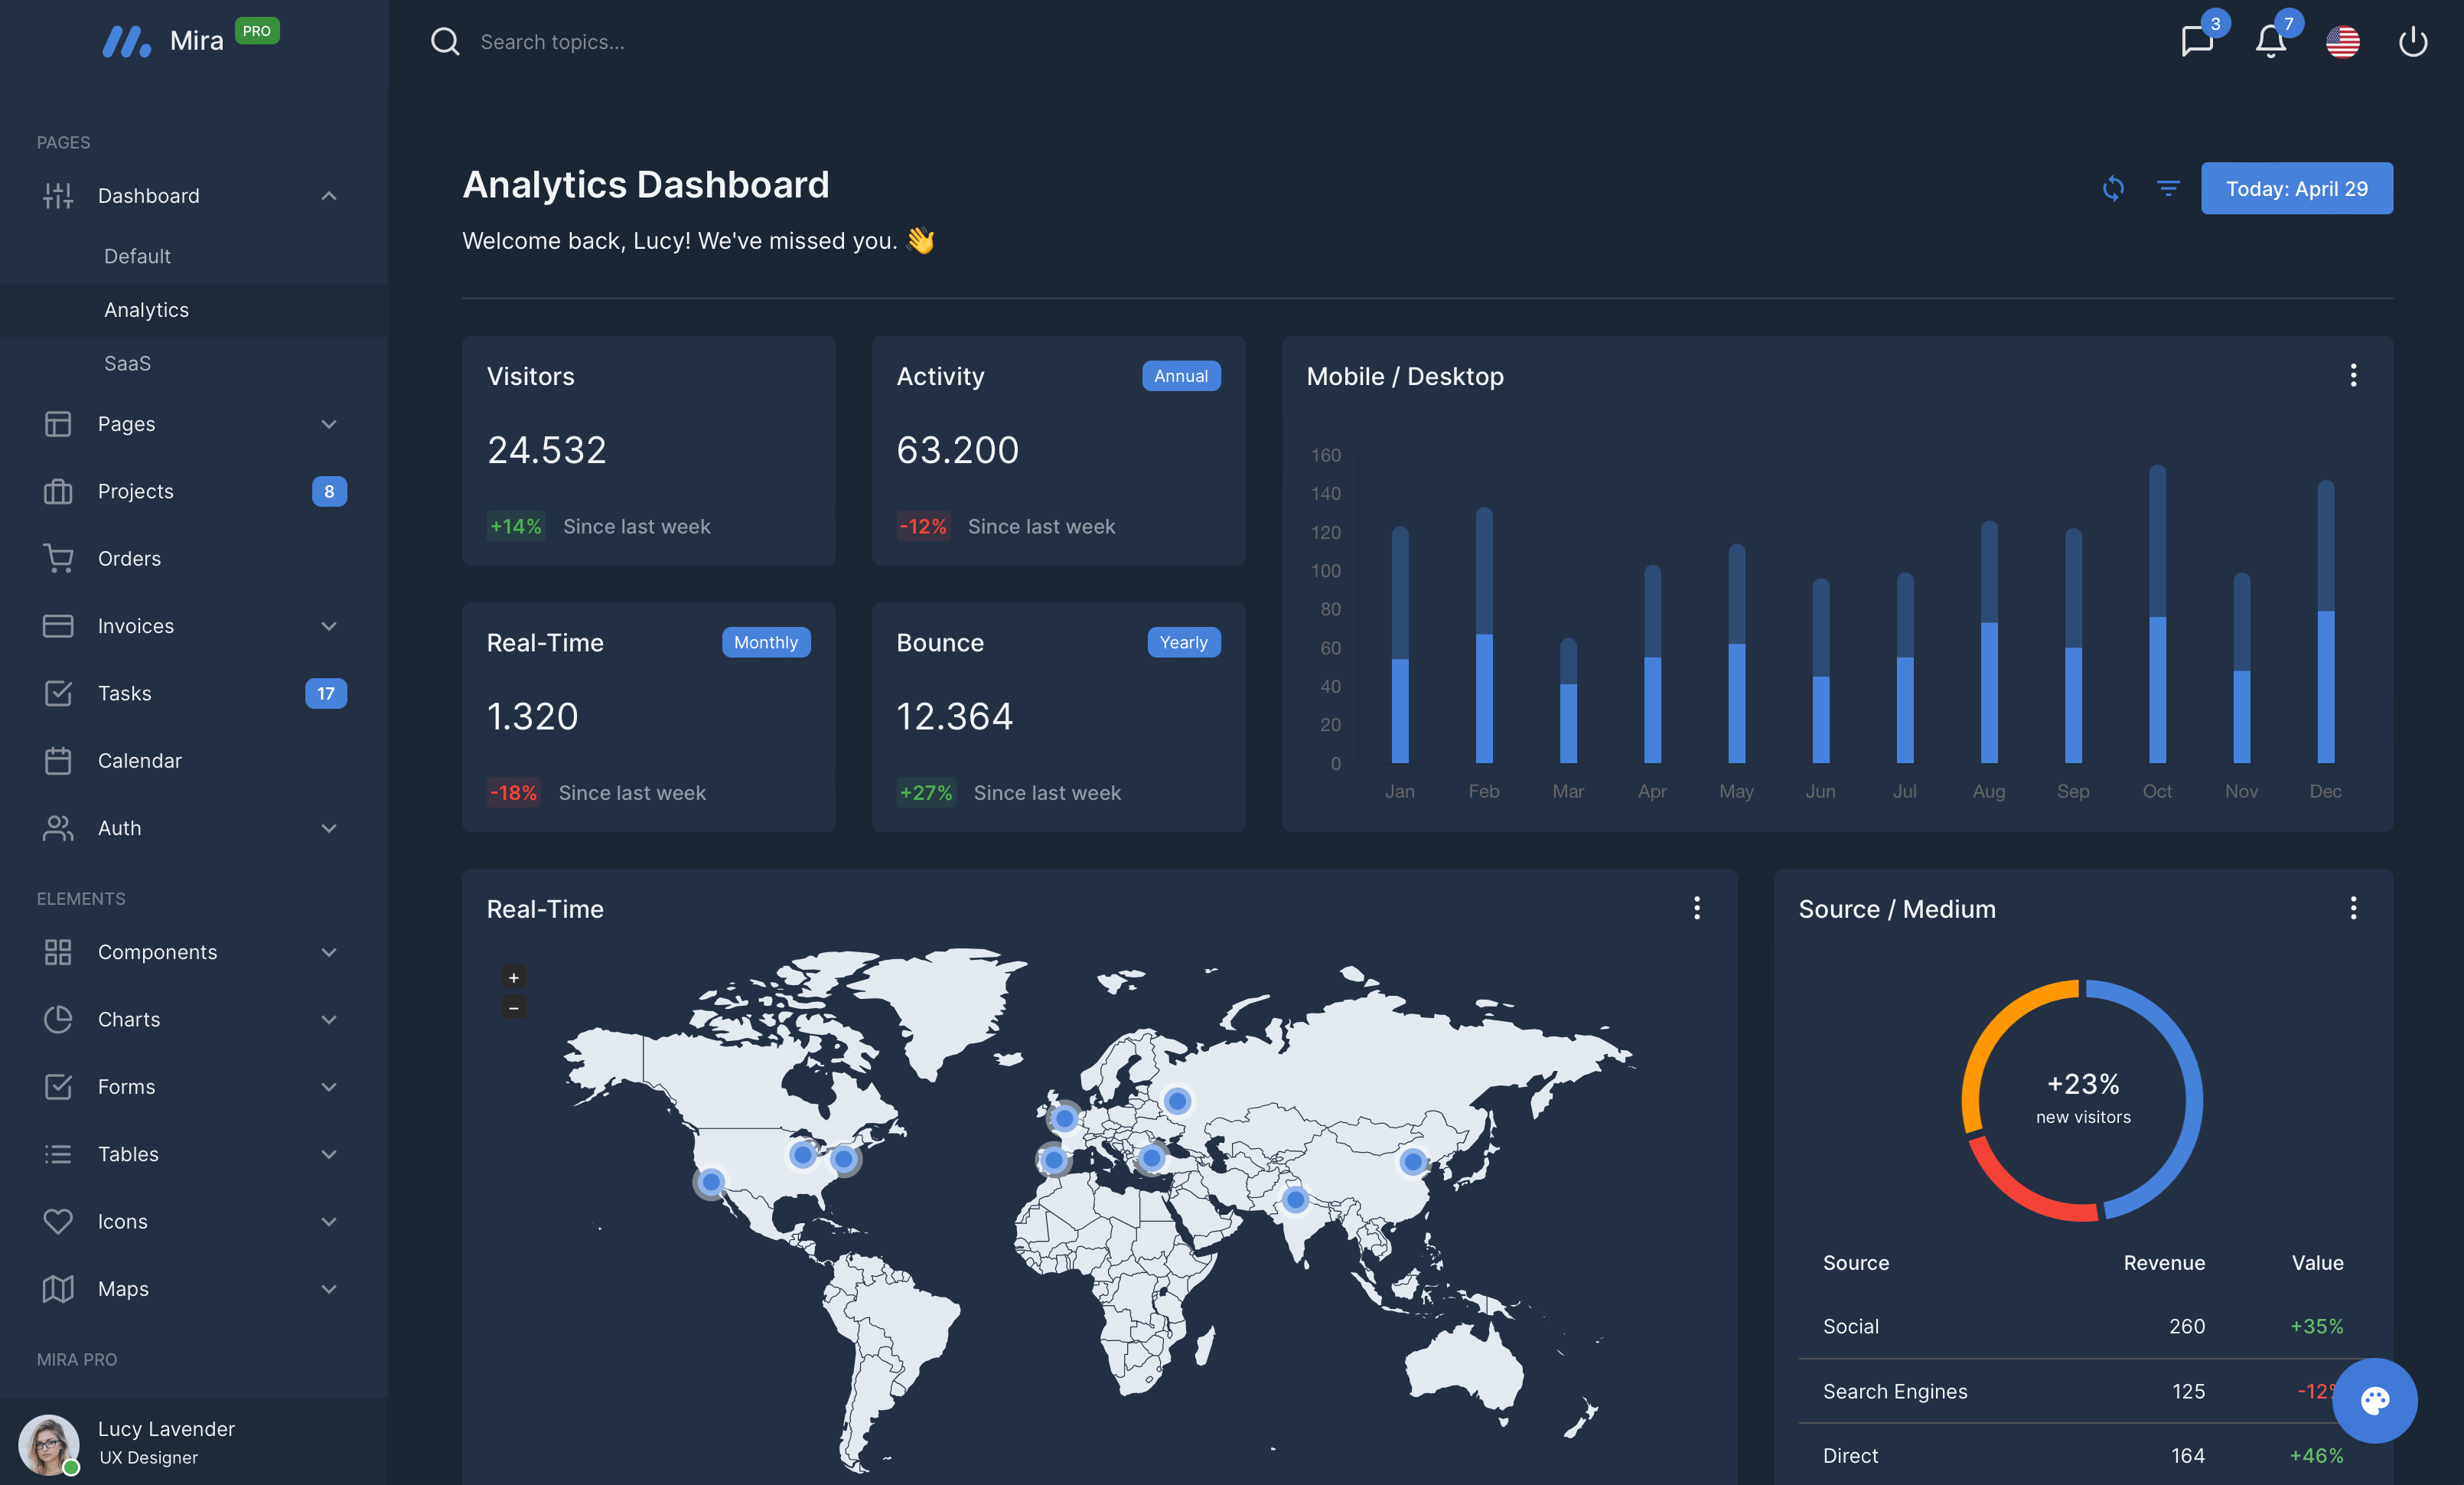 Mira PRO
Search topics...
3
7
PAGES
Dashboard
Default
Analytics
SaaS
Pages
Projects 8
Orders
Invoices
Tasks 17
Calendar
Auth
ELEMENTS
Components
Charts
Forms
Tables
Icons
Maps
MIRA PRO
Lucy Lavender
UX Designer
Analytics Dashboard
Welcome back, Lucy! We've missed you. 👋
Today: April 29
Visitors
24.532
+14% Since last week
Activity Annual
63.200
-12% Since last week
Real-Time Monthly
1.320
-18% Since last week
Bounce Yearly
12.364
+27% Since last week
Mobile / Desktop
160
140
120
100
80
60
40
20
0
Jan Feb Mar Apr May Jun Jul Aug Sep Oct Nov Dec
Real-Time
+
−
Source / Medium
+23%
new visitors
Source Revenue Value
Social 260 +35%
Search Engines 125 -12%
Direct 164 +46%